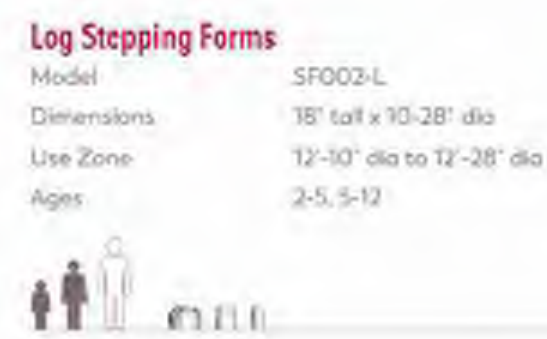 Log Stepping Forms
Model SF002-L
Dimensions 18" tall x 10-28" dia
Use Zone 12'-10" dia to 12'-28" dia
Ages 2-5, 5-12